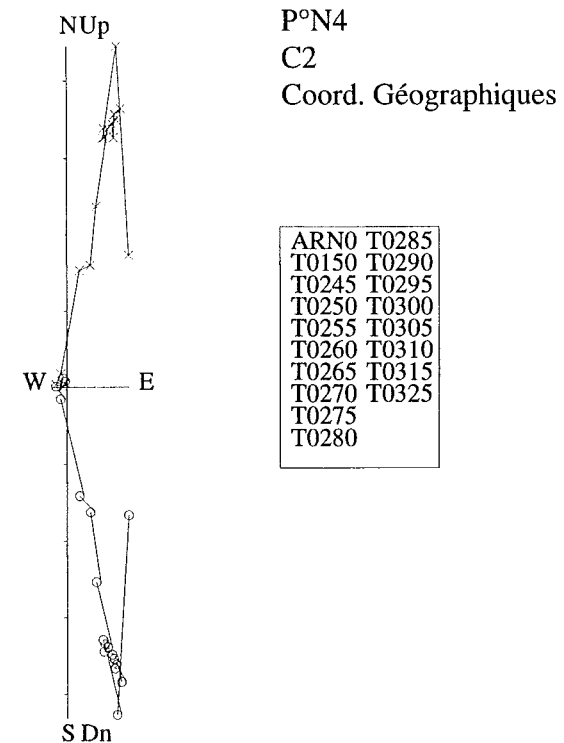 N Up
P°N4
C2
Coord. Géographiques
ARN0 T0285
T0150 T0290
T0245 T0295
T0250 T0300
T0255 T0305
T0260 T0310
T0265 T0315
T0270 T0325
T0275
T0280
W E
S Dn